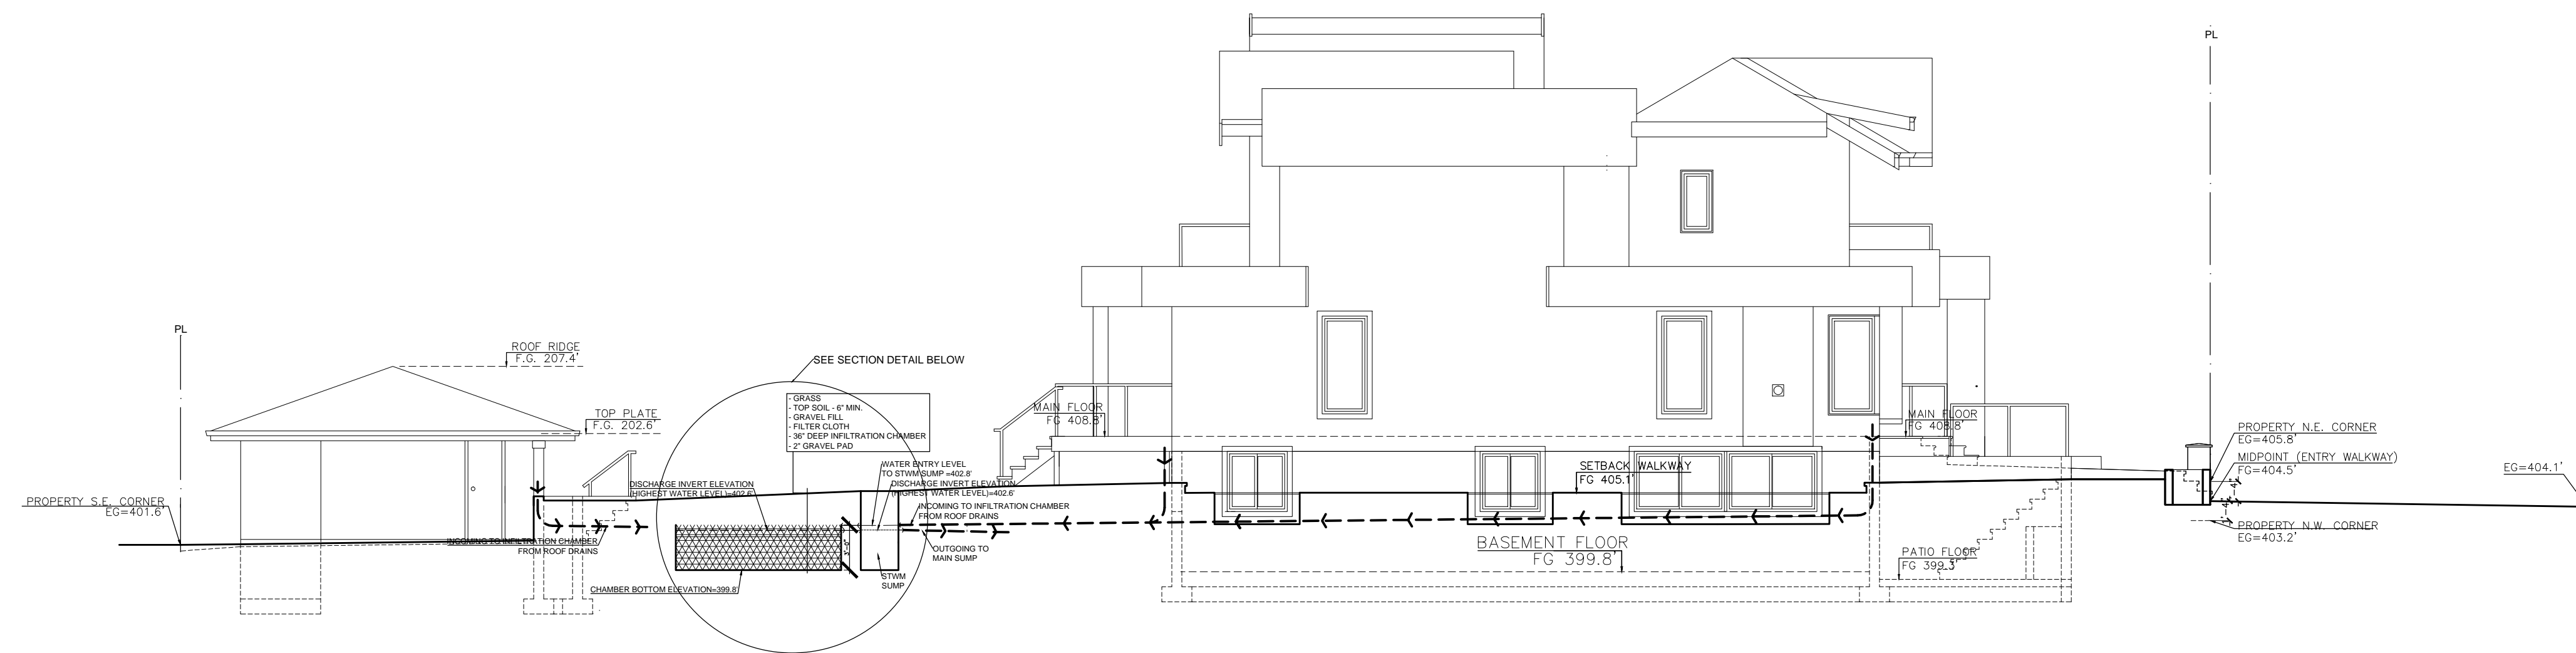 PL
PL
ROOF RIDGE
F.G. 207.4'
SEE SECTION DETAIL BELOW
- GRASS
- TOP SOIL - 6" MIN.
- GRAVEL FILL
- FILTER CLOTH
- 36" DEEP INFILTRATION CHAMBER
- 2" GRAVEL PAD
TOP PLATE
F.G. 202.6'
MAIN FLOOR
FG 408.8'
MAIN FLOOR
FG 408.8'
PROPERTY N.E. CORNER
EG=405.8'
MIDPOINT (ENTRY WALKWAY)
FG=404.5'
EG=404.1'
WATER ENTRY LEVEL
TO STWM SUMP =402.8'
DISCHARGE INVERT ELEVATION
(HIGHEST WATER LEVEL)=402.6'
DISCHARGE INVERT ELEVATION
(HIGHEST WATER LEVEL)=402.6'
SETBACK WALKWAY
FG 405.1'
PROPERTY S.E. CORNER
EG=401.6'
INCOMING TO INFILTRATION CHAMBER
FROM ROOF DRAINS
INCOMING TO INFILTRATION CHAMBER
FROM ROOF DRAINS
PROPERTY N.W. CORNER
EG=403.2'
3'-0"
OUTGOING TO
MAIN SUMP
BASEMENT FLOOR
FG 399.8'
PATIO FLOOR
FG 399.3'
STWM
SUMP
CHAMBER BOTTOM ELEVATION=399.8'